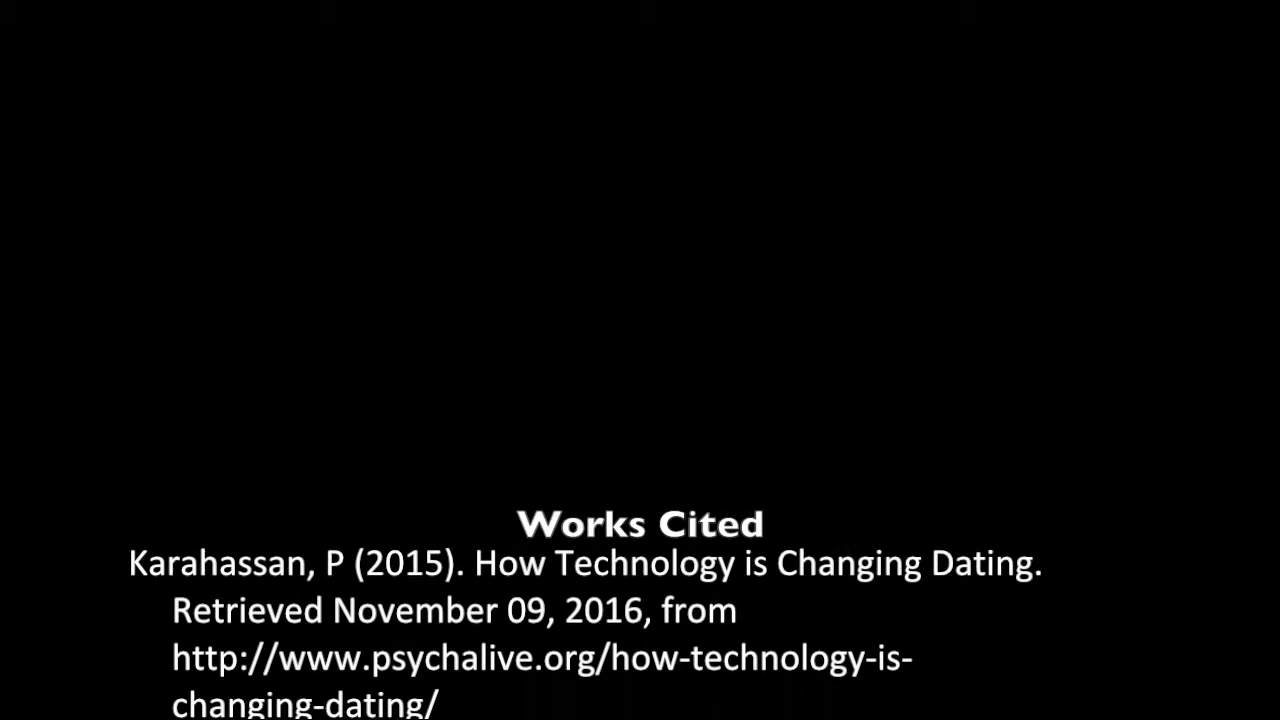 Works Cited
Karahassan, P (2015). How Technology is Changing Dating.
Retrieved November 09, 2016, from
http://www.psychalive.org/how-technology-is-
changing-dating/